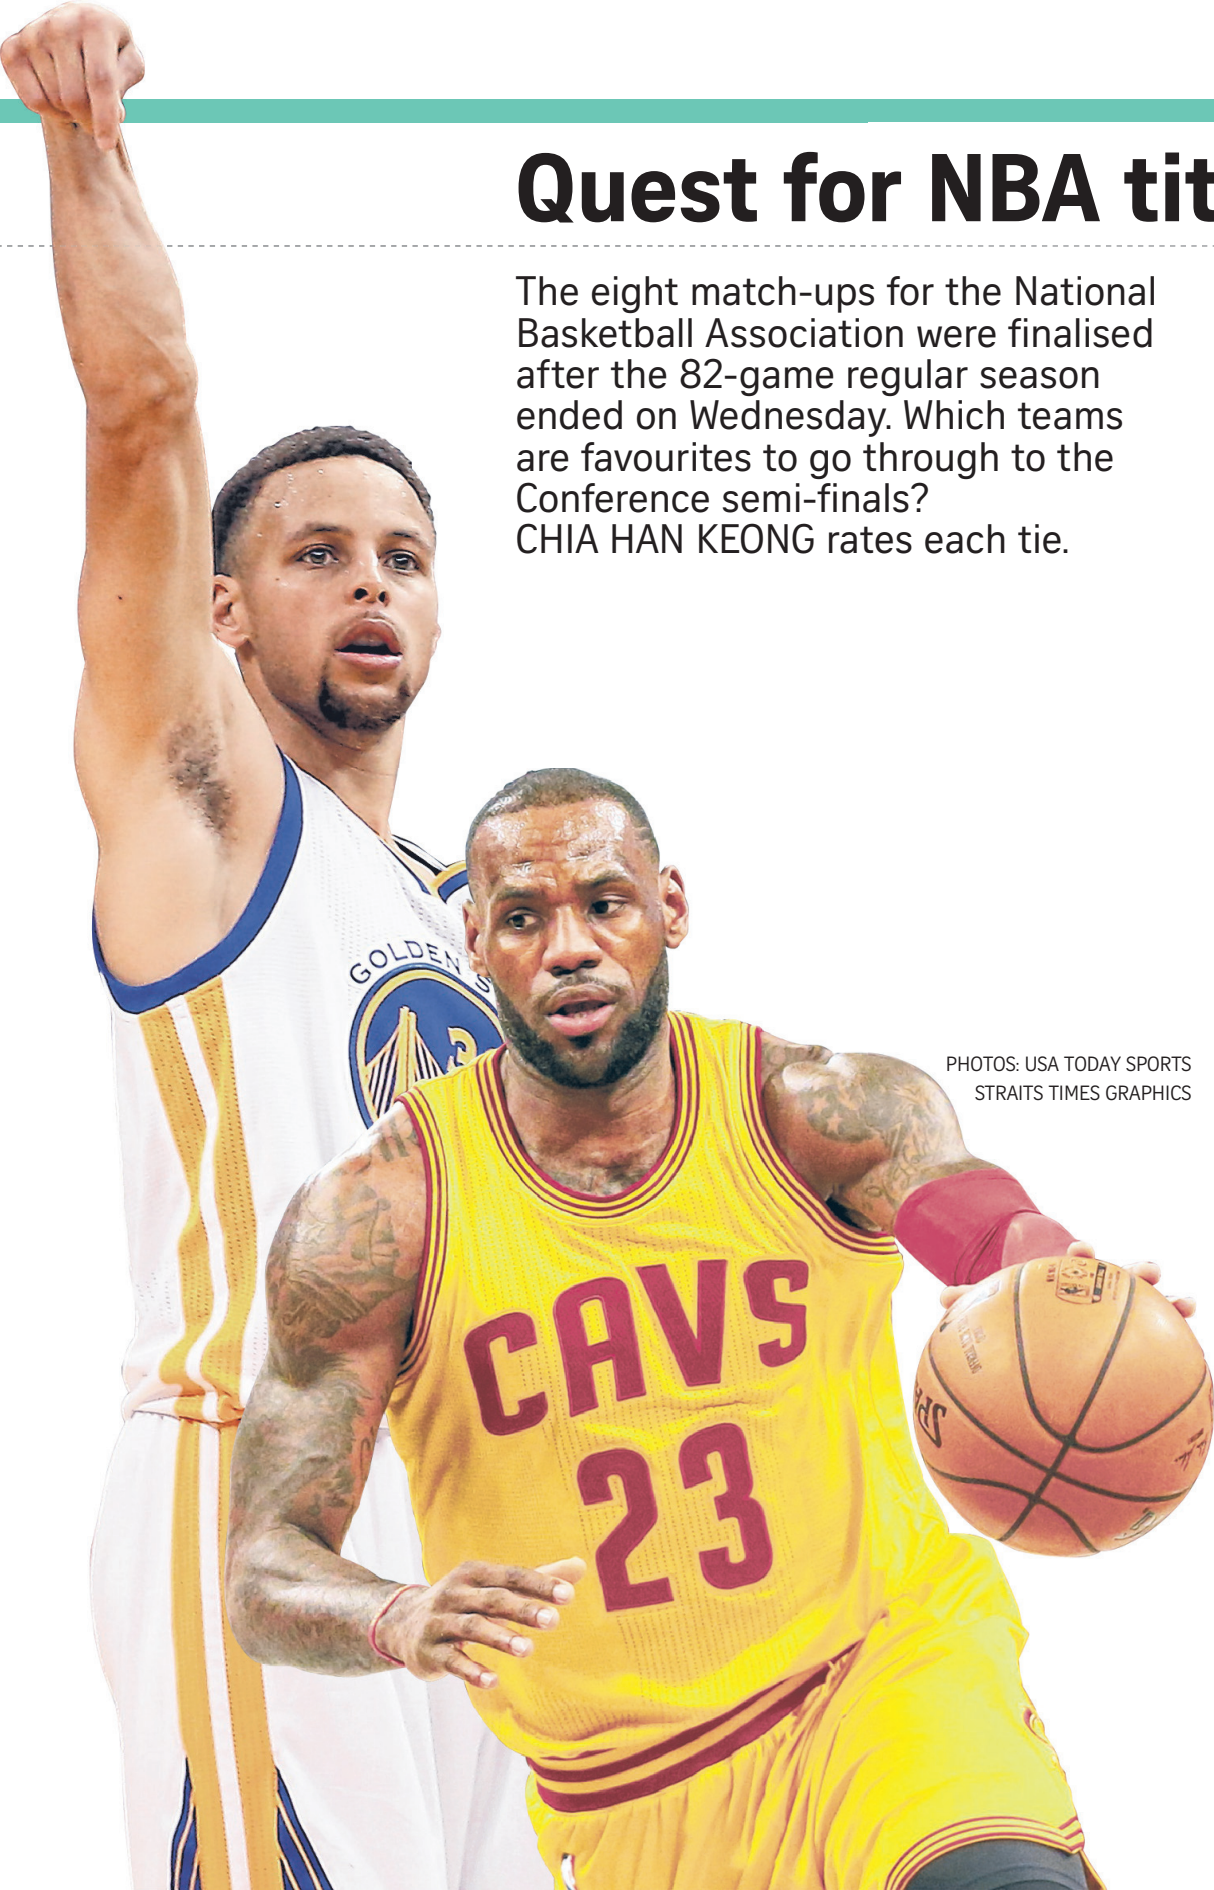 Quest for NBA tit
The eight match-ups for the National
Basketball Association were finalised
after the 82-game regular season
ended on Wednesday. Which teams
are favourites to go through to the
Conference semi-finals?
CHIA HAN KEONG rates each tie.
GOLDEN S
PHOTOS: USA TODAY SPORTS
STRAITS TIMES GRAPHICS
CAVS
23